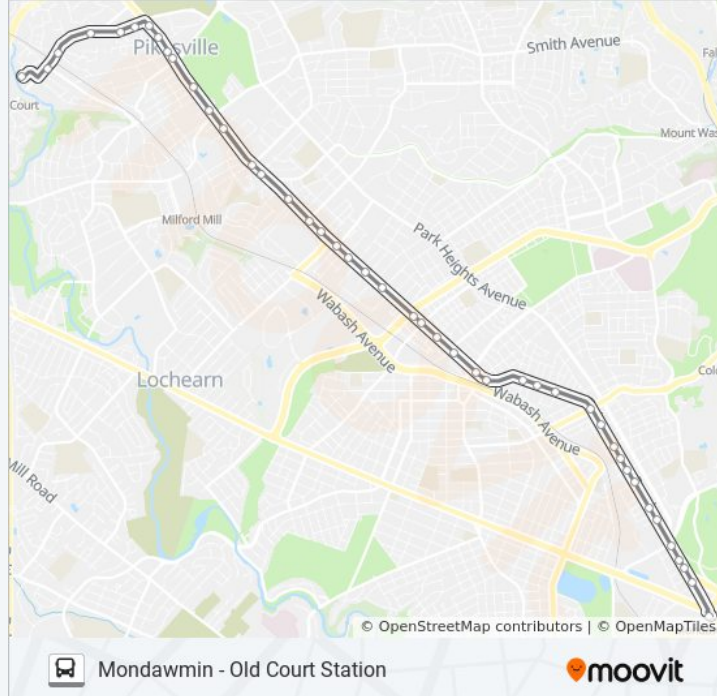 Smith Avenue
Pikesville
Court
Mount Was
Milford Mill
Park Heights Avenue
Wabash Avenue
Lochearn
Wabash Avenue
Mill Road
© OpenStreetMap contributors | © OpenMapTiles
Mondawmin - Old Court Station
moovit